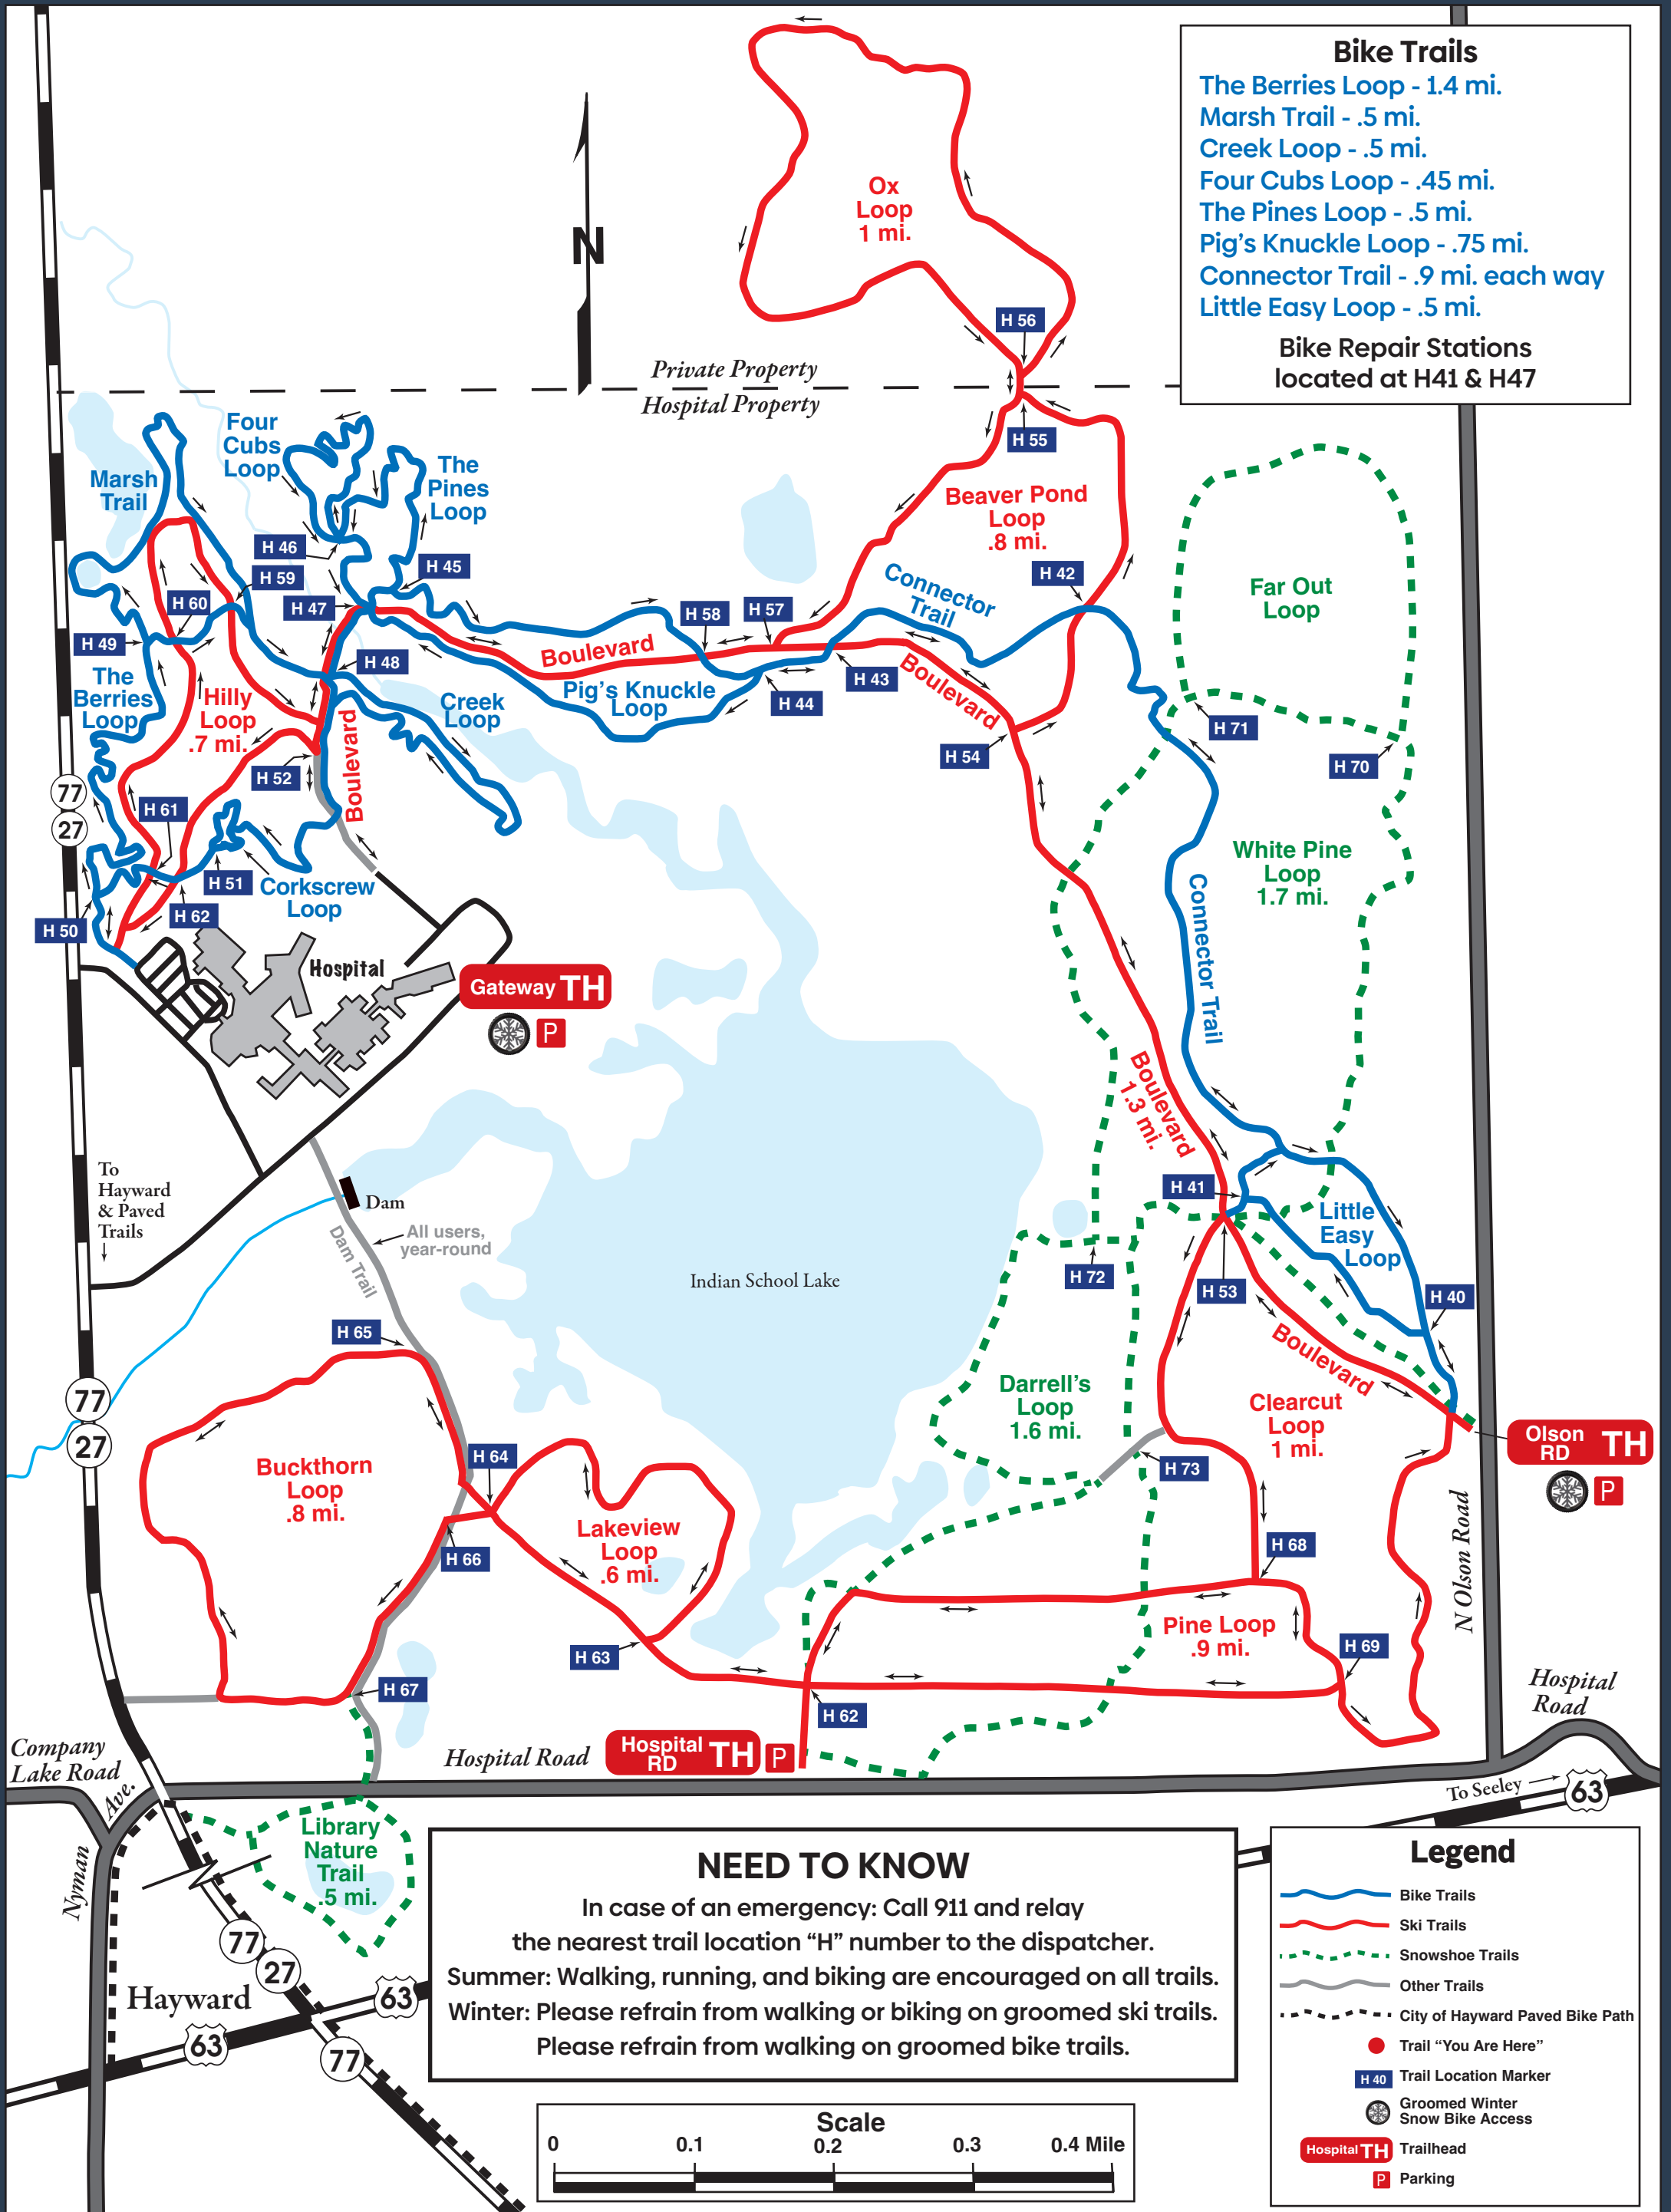 Bike Trails
The Berries Loop - 1.4 mi.
Marsh Trail - .5 mi.
Creek Loop - .5 mi.
Four Cubs Loop - .45 mi.
The Pines Loop - .5 mi.
Pig's Knuckle Loop - .75 mi.
Connector Trail - .9 mi. each way
Little Easy Loop - .5 mi.
Bike Repair Stations
located at H41 & H47
Ox
Loop
1 mi.
N
H 56
Private Property
Hospital Property
H 55
Four
Cubs
Loop
The
Pines
Loop
Marsh
Trail
Beaver Pond
Loop
.8 mi.
H 46
H 45
H 59
H 42
Connector
Trail
Far Out
Loop
H 60
H 47
H 58
H 57
H 49
Boulevard
H 48
H 43
Boulevard
The
Berries
Loop
Hilly
Loop
.7 mi.
Pig's Knuckle
Loop
H 44
Creek
Loop
H 71
H 54
H 70
H 52
Boulevard
77
27
H 61
White Pine
Loop
1.7 mi.
H 51
Corkscrew
Loop
Connector Trail
H 62
H 50
Hospital
Gateway TH
P
Boulevard
1.3 mi.
To
Hayward
& Paved
Trails
Dam
All users,
year-round
Dam Trail
H 41
Little
Easy
Loop
Indian School Lake
H 72
H 53
H 40
H 65
Boulevard
77
27
Darrell's
Loop
1.6 mi.
Clearcut
Loop
1 mi.
Olson
RD TH
P
Buckthorn
Loop
.8 mi.
H 64
H 73
Lakeview
Loop
.6 mi.
H 66
H 68
N Olson Road
Pine Loop
.9 mi.
H 63
H 69
H 67
H 62
Hospital
Road
Company
Lake Road
Hospital Road
Hospital
RD TH
P
To Seeley
63
Ave.
Nyman
Library
Nature
Trail
.5 mi.
77
27
Hayward
63
63
77
NEED TO KNOW
In case of an emergency: Call 911 and relay
the nearest trail location “H” number to the dispatcher.
Summer: Walking, running, and biking are encouraged on all trails.
Winter: Please refrain from walking or biking on groomed ski trails.
Please refrain from walking on groomed bike trails.
Scale
0 0.1 0.2 0.3 0.4 Mile
Legend
Bike Trails
Ski Trails
Snowshoe Trails
Other Trails
City of Hayward Paved Bike Path
Trail “You Are Here”
H 40 Trail Location Marker
Groomed Winter
Snow Bike Access
Hospital TH Trailhead
P Parking